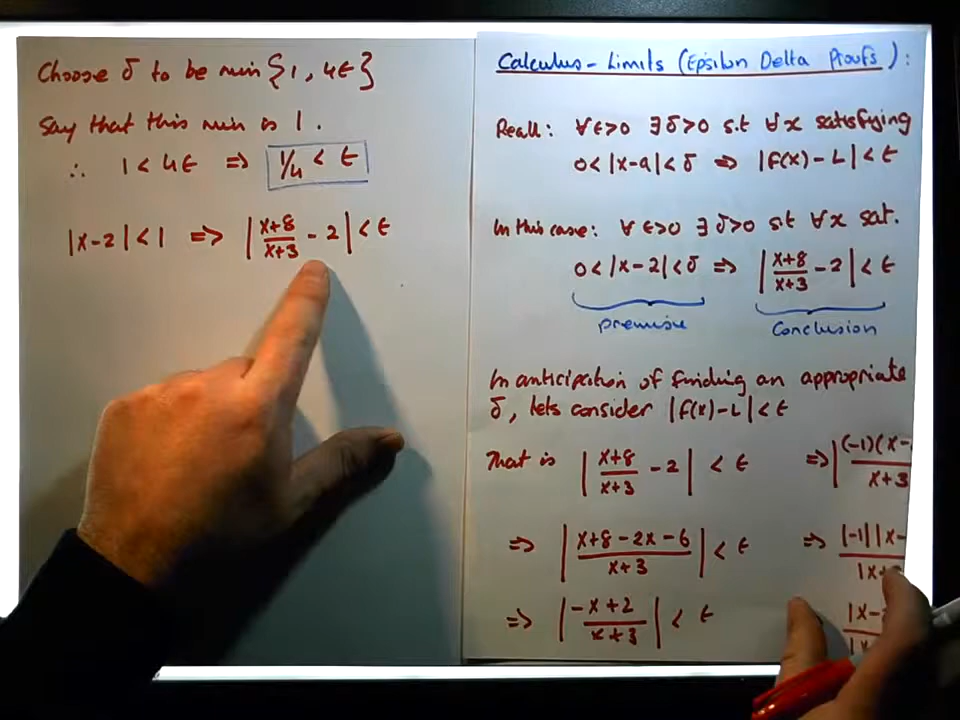 Choose δ to be min {1, 4ϵ}
Say that this min is 1.
∴ 1 < 4ϵ ⇒ 1/4 < ϵ
|x-2| < 1 ⇒ |(x+8)/(x+3) - 2| < ϵ
Calculus - Limits (Epsilon Delta Proofs):
Recall: ∀ϵ>0 ∃δ>0 s.t ∀x satisfying
0<|x-a|<δ ⇒ |f(x)-L|<ϵ
In this case: ∀ϵ>0 ∃δ>0 st ∀x sat.
0<|x-2|<δ ⇒ |(x+8)/(x+3) - 2| < ϵ
premise Conclusion
In anticipation of finding an appropriate
δ, lets consider |f(x)-L|<ϵ
That is |(x+8)/(x+3) - 2| < ϵ ⇒ |(-1)(x-/x+3
⇒ |(x+8-2x-6)/(x+3)| < ϵ ⇒ |-1||x-/|x+
⇒ |(-x+2)/(x+3)| < ϵ |x-